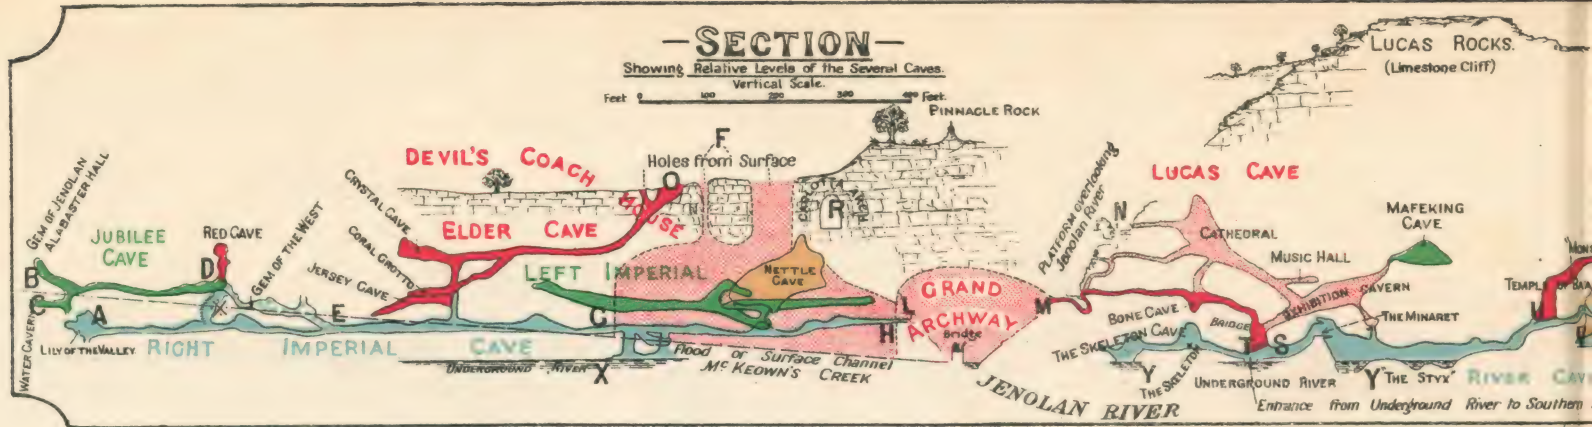 —SECTION—
Showing Relative Levels of the Several Caves.
Vertical Scale.
Feet 0 100 200 300 400 Feet.
LUCAS ROCKS.
(Limestone Cliff)
PINNACLE ROCK
F
Holes from Surface
DEVIL'S COACH HOUSE
O
CARLOTTA ARCH
R
N
GEM OF JENOLAN
ALABASTER HALL
JUBILEE
CAVE
RED CAVE
GEM OF THE WEST
CRYSTAL CAVE
CORAL GROTTO
JERSEY CAVE
ELDER CAVE
LEFT IMPERIAL
NETTLE
CAVE
GRAND
ARCHWAY
Bridge
Platform overlooking
Jenolan River
LUCAS CAVE
N
CATHEDRAL
MUSIC HALL
MAFEKING
CAVE
EXHIBITION CAVERN
TEMPLE OF BAA
B
C
A
D
E
G
L
H
M
BONE CAVE
BRIDGE
THE MINARET
THE SKELETON CAVE
T
S
U
WATER CAVERN
LILY OF THE VALLEY
RIGHT IMPERIAL CAVE
UNDERGROUND RIVER
X
Flood or Surface Channel
McKEOWN'S CREEK
JENOLAN RIVER
Y
THE SKELETON
UNDERGROUND RIVER
Y
"THE STYX"
RIVER CAV
Entrance from Underground River to Southern